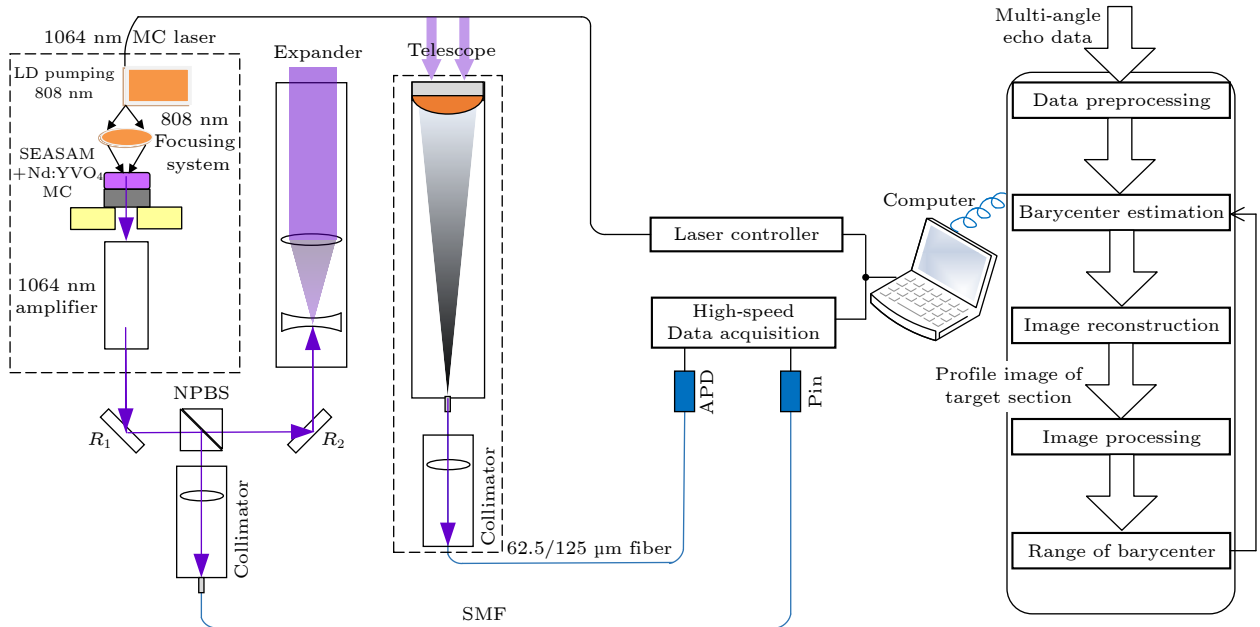 1064 nm MC laser
LD pumping
808 nm
808 nm
Focusing
system
SEASAM
+Nd:YVO4
MC
1064 nm
amplifier
NPBS
R1
R2
Collimator
Expander
Telescope
Collimator
62.5/125 μm fiber
SMF
Laser controller
High-speed
Data acquisition
APD
Pin
Computer
Multi-angle
echo data
Data preprocessing
Barycenter estimation
Image reconstruction
Profile image of
target section
Image processing
Range of barycenter